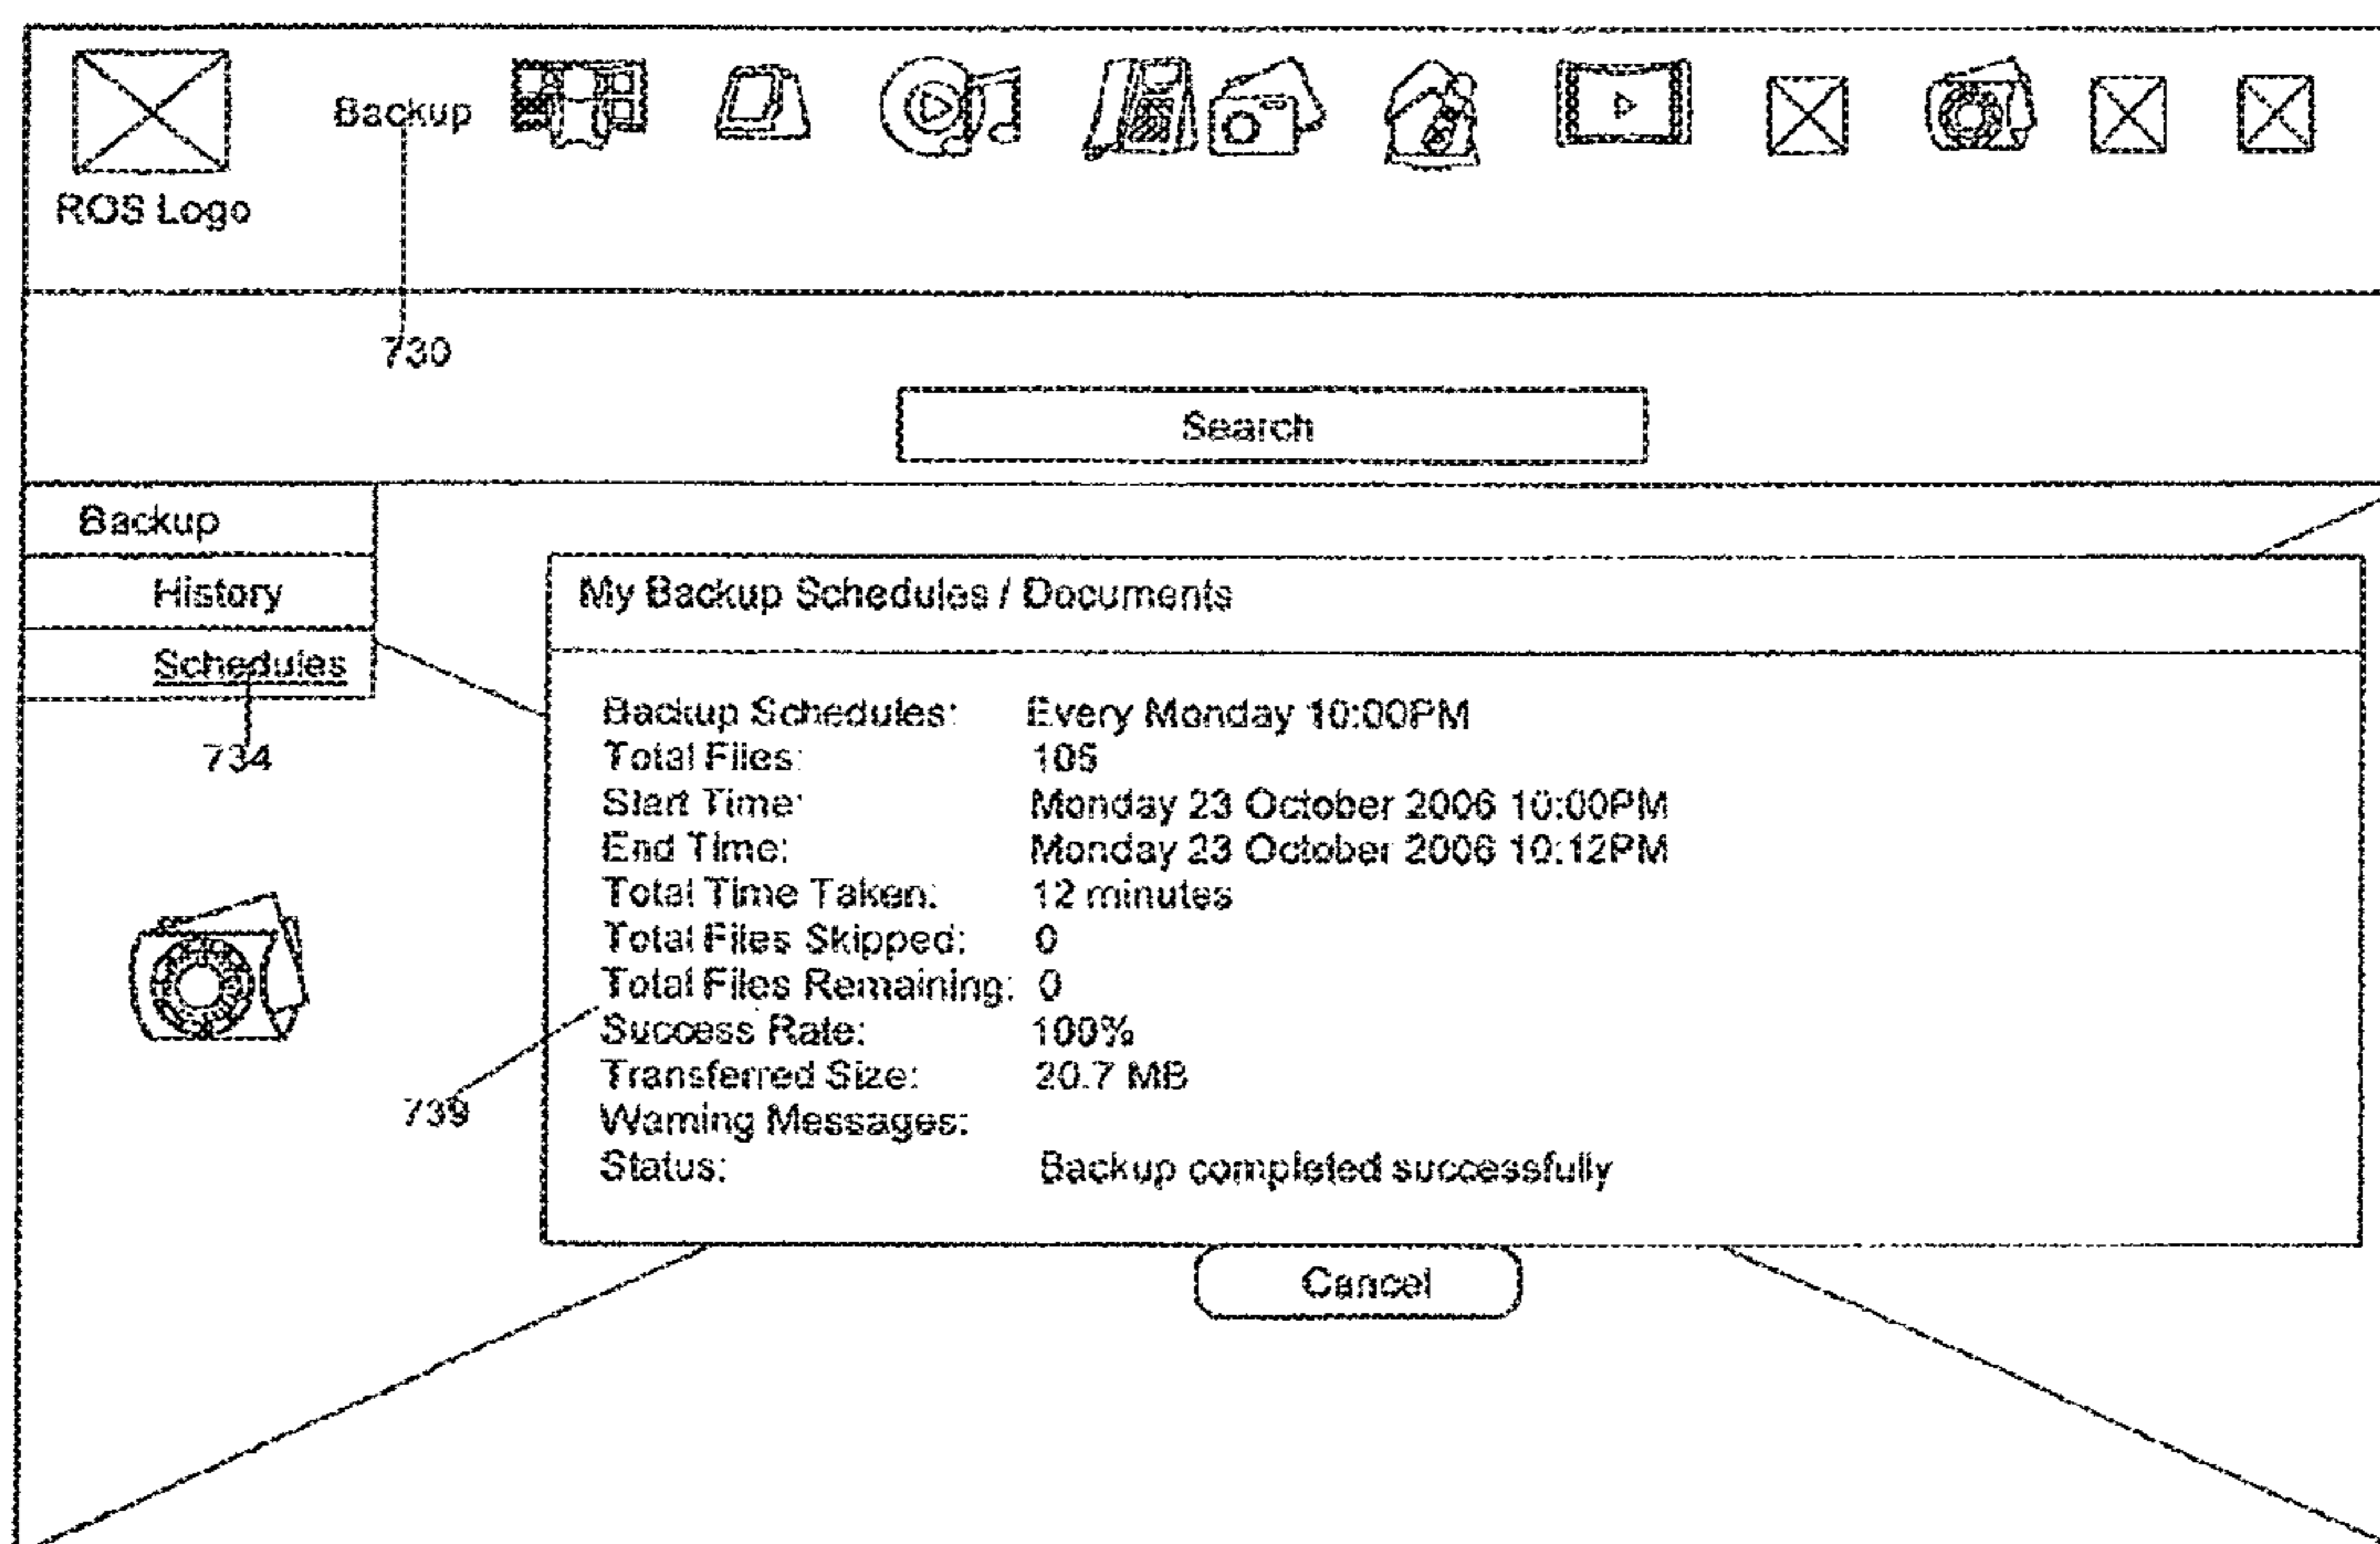 Backup
ROS Logo
730
Search
Backup
History
Schedules
734
My Backup Schedules / Documents
Backup Schedules: Every Monday 10:00PM
Total Files: 105
Start Time: Monday 23 October 2006 10:00PM
End Time: Monday 23 October 2006 10:12PM
Total Time Taken: 12 minutes
Total Files Skipped: 0
Total Files Remaining: 0
Success Rate: 100%
Transferred Size: 20.7 MB
Warning Messages:
Status: Backup completed successfully
739
Cancel